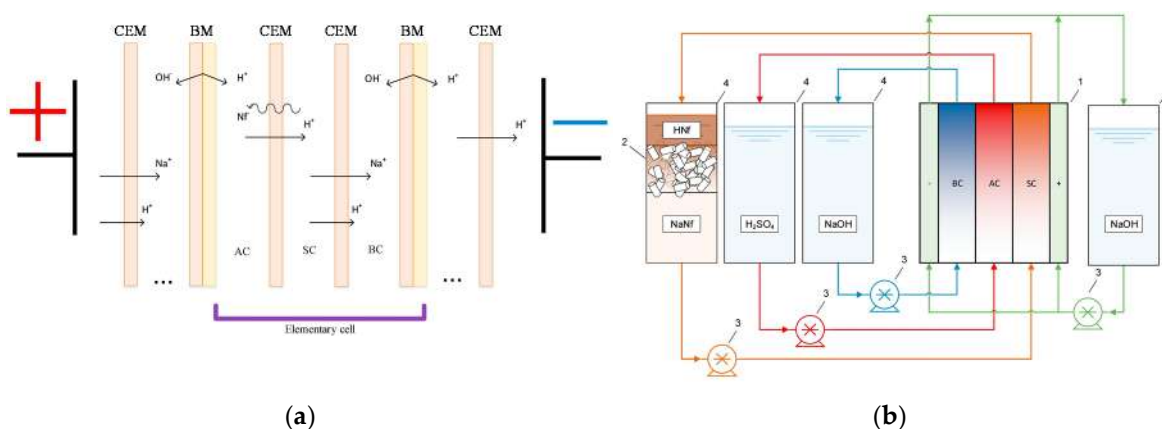 CEM BM CEM CEM BM CEM
OH⁻ H⁺ OH⁻ H⁺
Nf⁻ H⁺ H⁺
Na⁺ Na⁺
H⁺ H⁺
AC SC BC
... ...
Elementary cell
(a)
4 4 4 1
HNf
2
BC AC SC
- +
NaNf H₂SO₄ NaOH NaOH
3 3
3
3
(b)